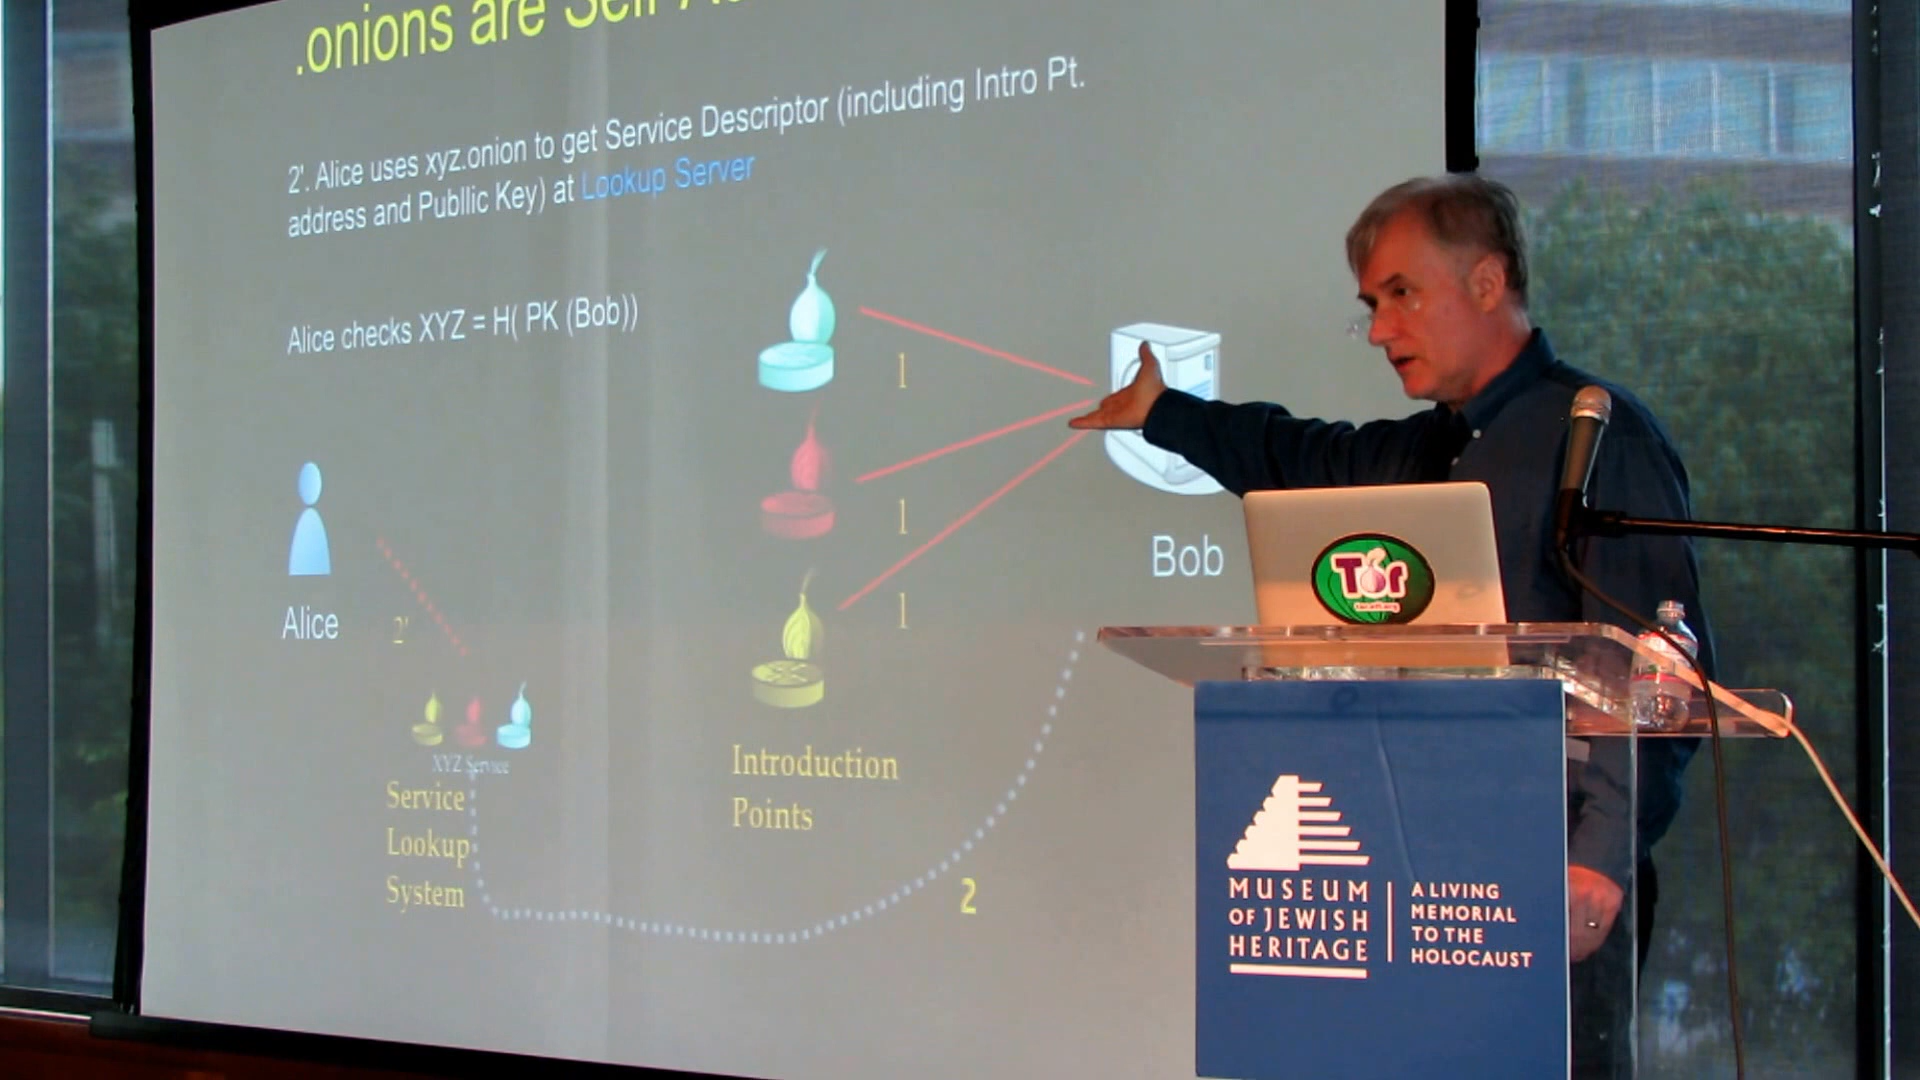 .onions are Self
2'. Alice uses xyz.onion to get Service Descriptor (including Intro Pt.
address and Publlic Key) at Lookup Server
Alice checks XYZ = H( PK (Bob))
1
1
1
Bob
Alice
2'
XYZ Service
Service
Lookup
System
Introduction
Points
2
Tor
MUSEUM
OF JEWISH
HERITAGE
A LIVING
MEMORIAL
TO THE
HOLOCAUST